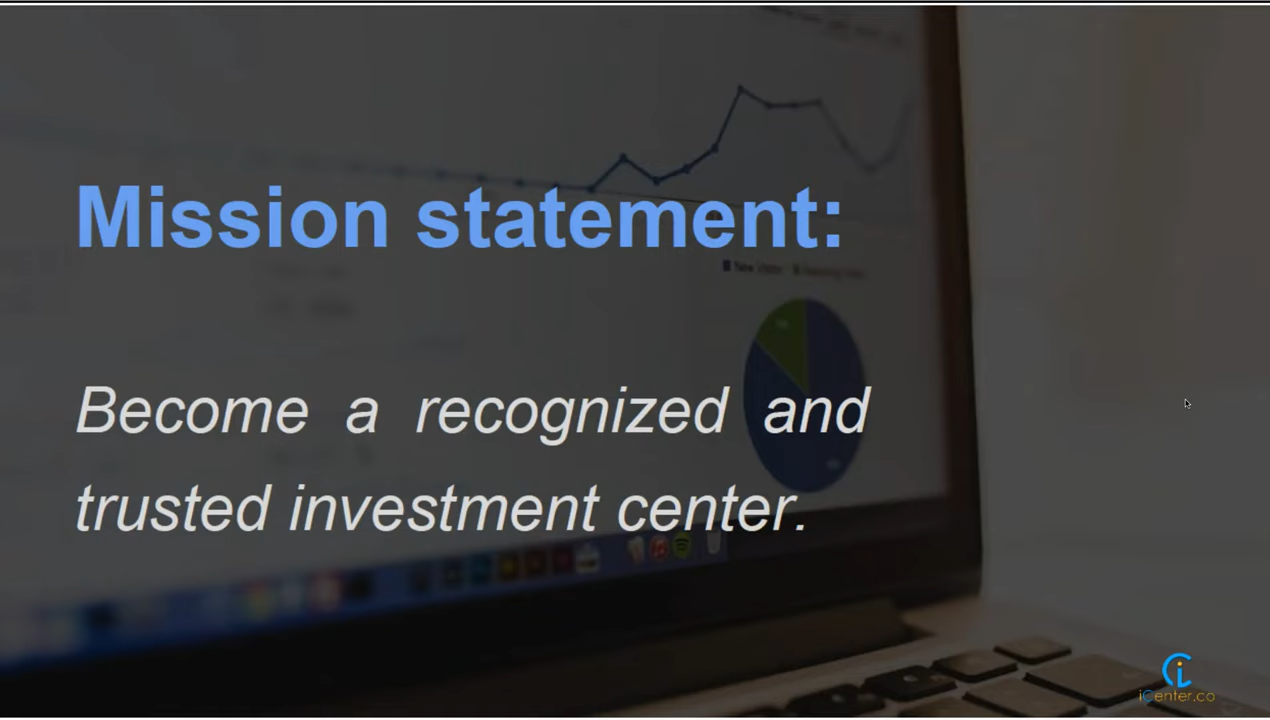 Mission statement:
Become a recognized and
trusted investment center.
iCenter.co